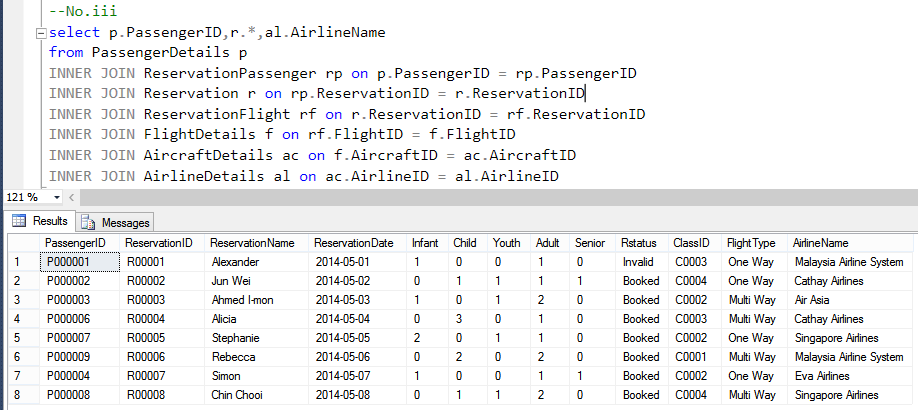 --No.iii
select p.PassengerID,r.*,al.AirlineName
from PassengerDetails p
INNER JOIN ReservationPassenger rp on p.PassengerID = rp.PassengerID
INNER JOIN Reservation r on rp.ReservationID = r.ReservationID
INNER JOIN ReservationFlight rf on r.ReservationID = rf.ReservationID
INNER JOIN FlightDetails f on rf.FlightID = f.FlightID
INNER JOIN AircraftDetails ac on f.AircraftID = ac.AircraftID
INNER JOIN AirlineDetails al on ac.AirlineID = al.AirlineID
121 %
Results Messages
PassengerID ReservationID ReservationName ReservationDate Infant Child Youth Adult Senior Rstatus ClassID FlightType AirlineName
1 P000001 R00001 Alexander 2014-05-01 1 0 0 1 0 Invalid C0003 One Way Malaysia Airline System
2 P000002 R00002 Jun Wei 2014-05-02 0 1 1 1 1 Booked C0004 One Way Cathay Airlines
3 P000003 R00003 Ahmed I-mon 2014-05-03 1 0 1 2 0 Booked C0002 Multi Way Air Asia
4 P000006 R00004 Alicia 2014-05-04 0 3 0 1 0 Booked C0003 Multi Way Cathay Airlines
5 P000007 R00005 Stephanie 2014-05-05 2 0 1 1 0 Booked C0002 One Way Singapore Airlines
6 P000009 R00006 Rebecca 2014-05-06 0 2 0 2 0 Booked C0001 Multi Way Malaysia Airline System
7 P000004 R00007 Simon 2014-05-07 1 0 0 1 1 Booked C0002 One Way Eva Airlines
8 P000008 R00008 Chin Chooi 2014-05-08 0 1 1 2 0 Booked C0004 Multi Way Singapore Airlines